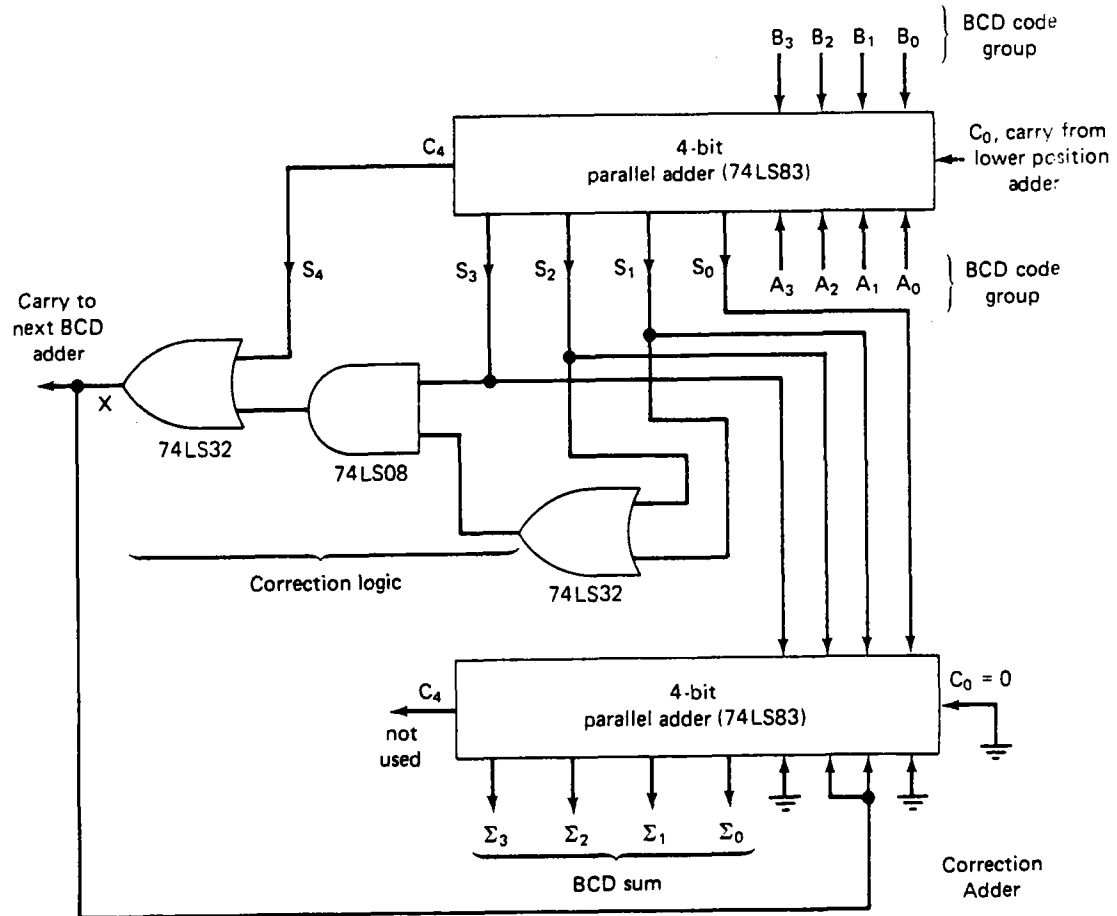 B3 B2 B1 B0
BCD code
group
C4
4-bit
parallel adder (74LS83)
C0, carry from
lower position
adder
S4
S3
S2
S1
S0
A3 A2 A1 A0
BCD code
group
Carry to
next BCD
adder
X
74LS32
74LS08
Correction logic
74LS32
C4
4-bit
parallel adder (74LS83)
C0 = 0
not
used
Σ3 Σ2 Σ1 Σ0
BCD sum
Correction
Adder